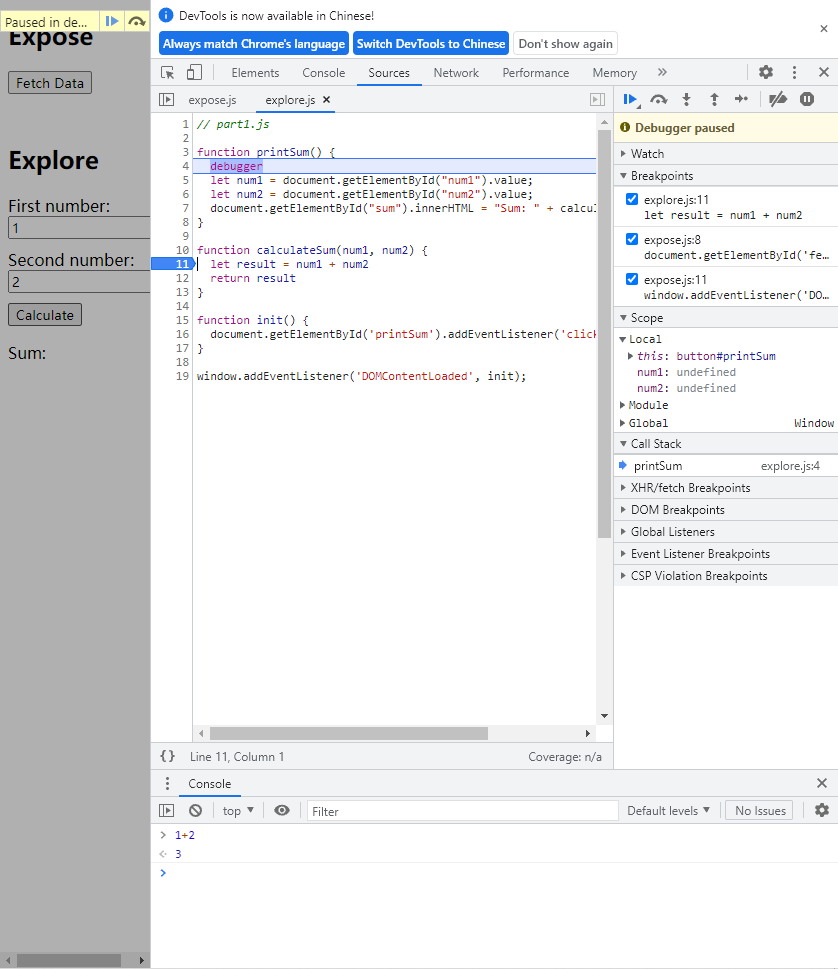 Paused in de...
Expose
Fetch Data
Explore
First number:
1
Second number:
2
Calculate
Sum:
DevTools is now available in Chinese!
Always match Chrome's language
Switch DevTools to Chinese
Don't show again
Elements
Console
Sources
Network
Performance
Memory
expose.js
explore.js
1 // part1.js
2
3 function printSum() {
4 debugger
5 let num1 = document.getElementById("num1").value;
6 let num2 = document.getElementById("num2").value;
7 document.getElementById("sum").innerHTML = "Sum: " + calcul
8 }
9
10 function calculateSum(num1, num2) {
11 let result = num1 + num2
12 return result
13 }
14
15 function init() {
16 document.getElementById('printSum').addEventListener('click
17 }
18
19 window.addEventListener('DOMContentLoaded', init);
{ } Line 11, Column 1
Coverage: n/a
Debugger paused
Watch
Breakpoints
explore.js:11
let result = num1 + num2
expose.js:8
document.getElementById('fe...
expose.js:11
window.addEventListener('DO...
Scope
Local
this: button#printSum
num1: undefined
num2: undefined
Module
Global Window
Call Stack
printSum explore.js:4
XHR/fetch Breakpoints
DOM Breakpoints
Global Listeners
Event Listener Breakpoints
CSP Violation Breakpoints
Console
top
Filter
Default levels
No Issues
1+2
3